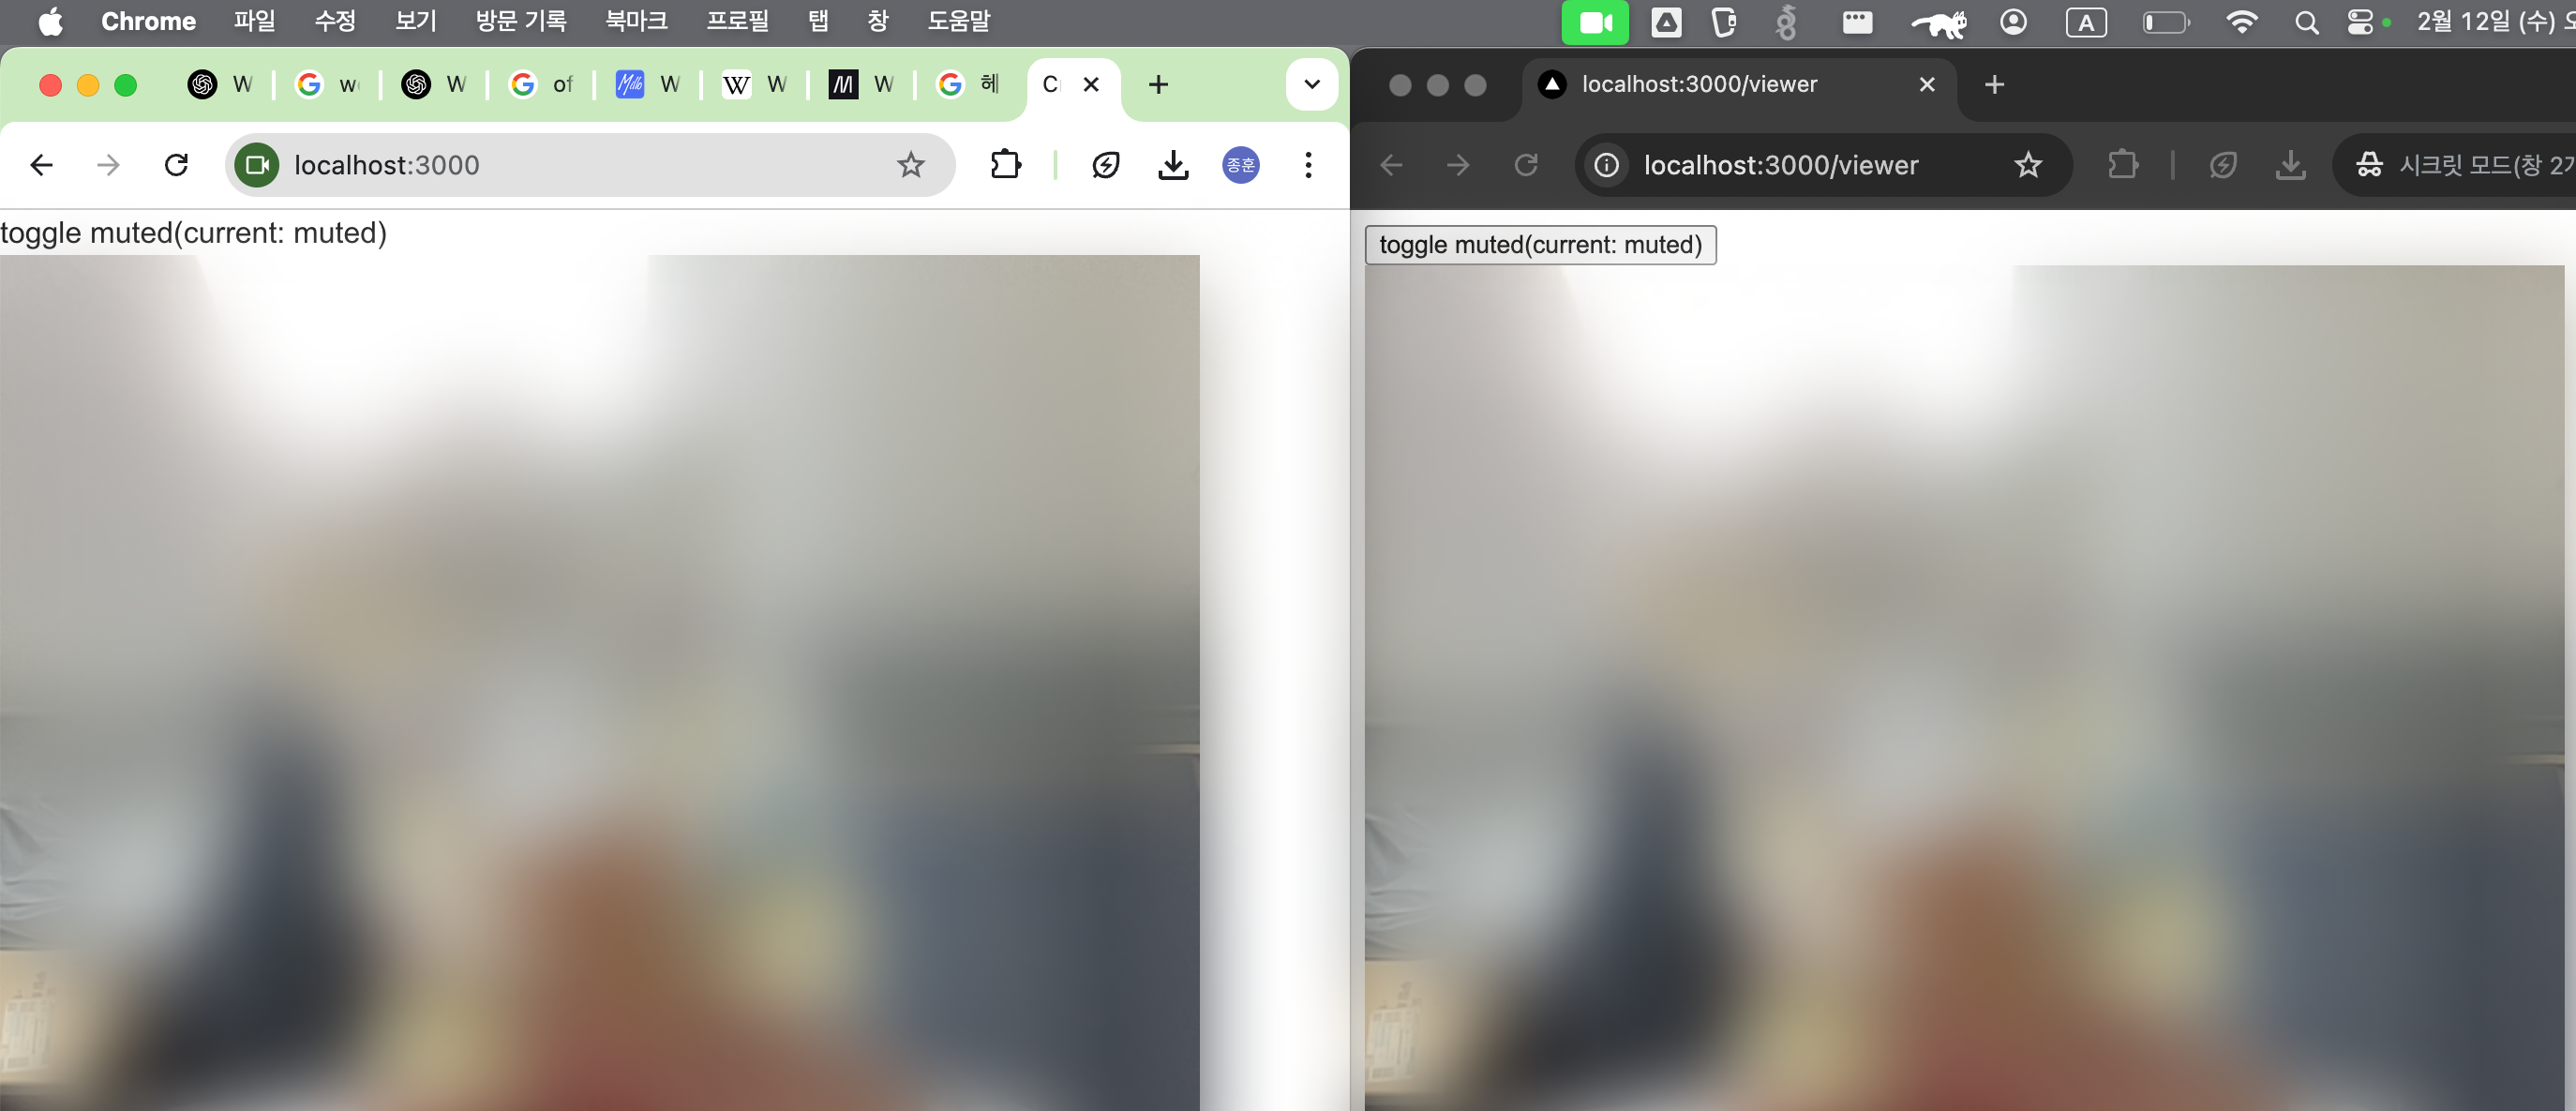 Chrome 파일 수정 보기 방문 기록 북마크 프로필 탭 창 도움말 A 2월 12일 (수) 오
W W W of W W W W 헤 C
localhost:3000/viewer
localhost:3000 종훈
localhost:3000/viewer 시크릿 모드(창 2개
toggle muted(current: muted)
toggle muted(current: muted)